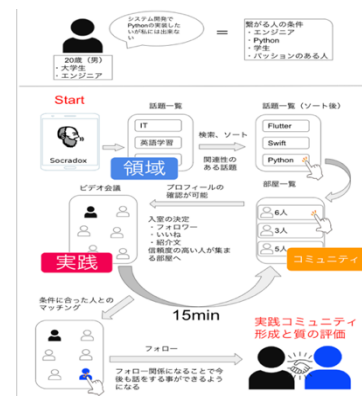 システム開発で
Pythonの実装した
いが私には出来な
い
20歳（男）
・大学生
・エンジニア
=
繋がる人の条件
・エンジニア
・Python
・学生
・パッションのある人
Start
話題一覧
話題一覧（ソート後）
IT
英語学習
領域
検索、ソート
関連性の
ある話題
Flutter
Swift
Python
Socradox
ビデオ会議
プロフィールの
確認が可能
部屋一覧
入室の決定
・フォロワー
・いいね
・紹介文
信頼度の高い人が集ま
る部屋へ
6人
3人
5人
実践
コミュニティ
15min
条件に合った人との
マッチング
フォロー
フォロー関係になることで今
後も話をする事ができるよう
になる
実践コミュニティ
形成と質の評価